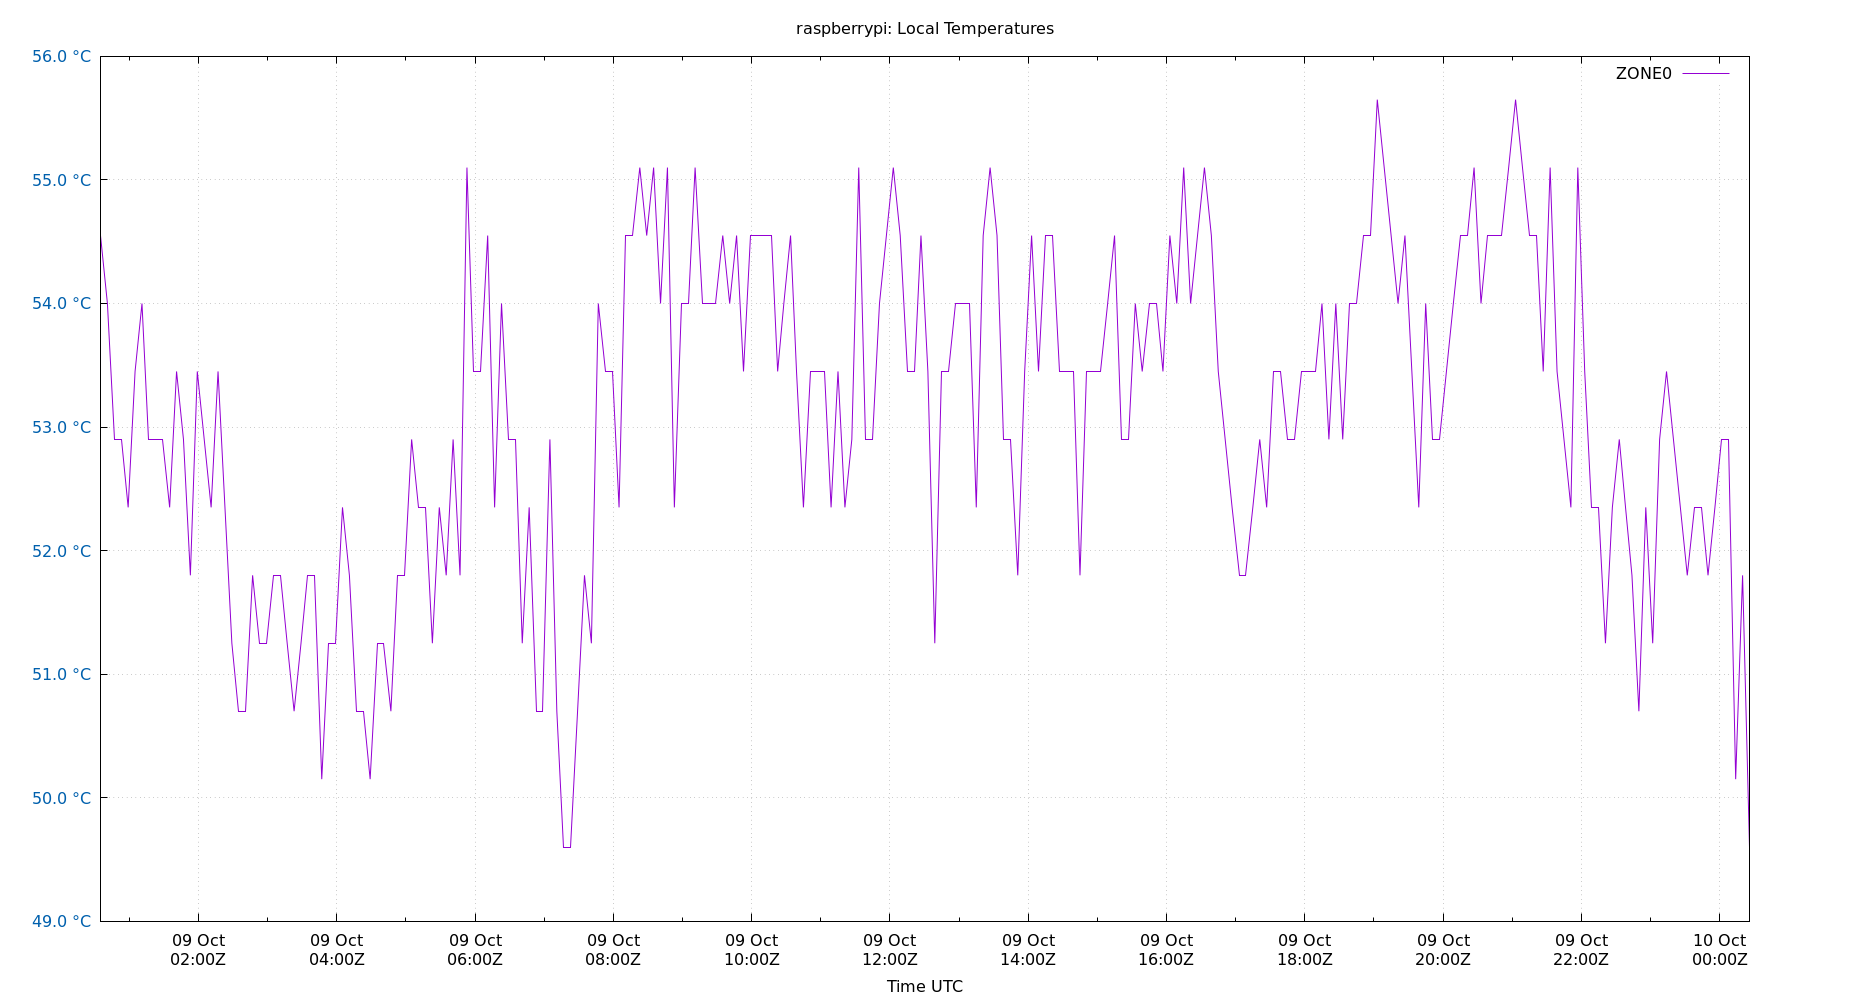 raspberrypi: Local Temperatures
56.0 °C
ZONE0
55.0 °C
54.0 °C
53.0 °C
52.0 °C
51.0 °C
50.0 °C
49.0 °C
09 Oct 09 Oct 09 Oct 09 Oct 09 Oct 09 Oct 09 Oct 09 Oct 09 Oct 09 Oct 09 Oct 10 Oct
02:00Z 04:00Z 06:00Z 08:00Z 10:00Z 12:00Z 14:00Z 16:00Z 18:00Z 20:00Z 22:00Z 00:00Z
Time UTC